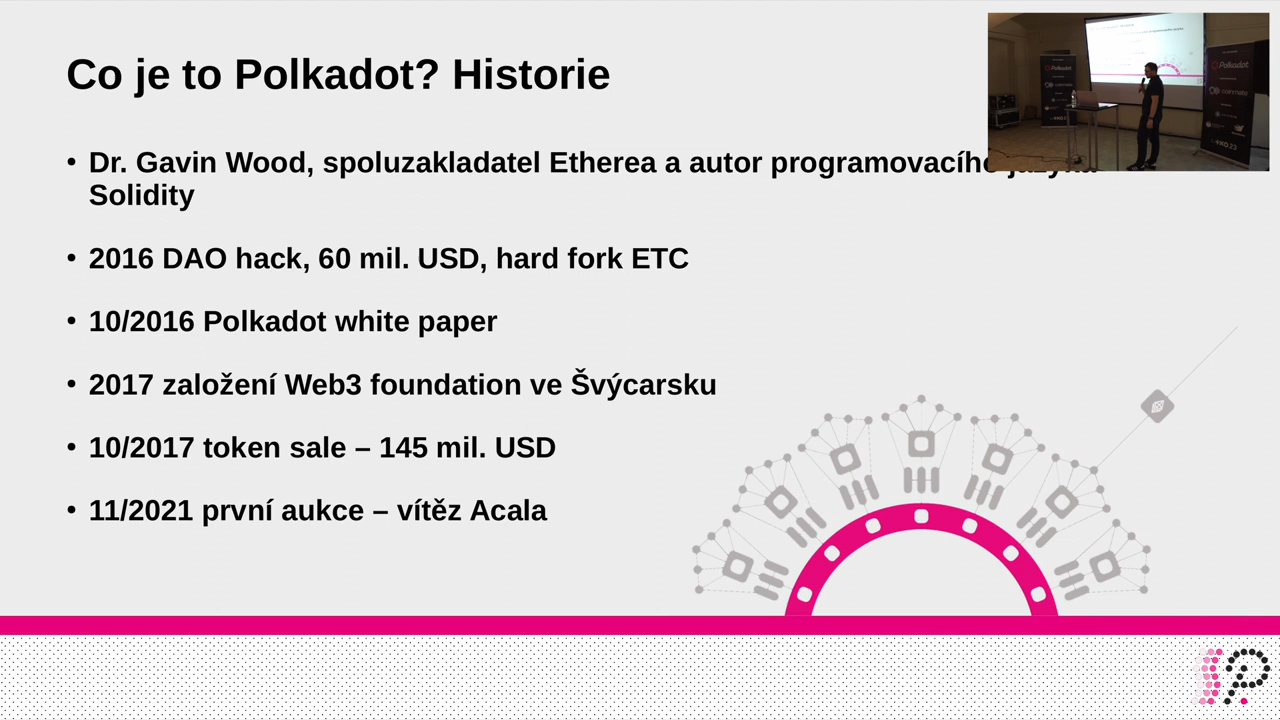 Co je to Polkadot? Historie
• Dr. Gavin Wood, spoluzakladatel Etherea a autor programovacího
Solidity
• 2016 DAO hack, 60 mil. USD, hard fork ETC
• 10/2016 Polkadot white paper
• 2017 založení Web3 foundation ve Švýcarsku
• 10/2017 token sale – 145 mil. USD
• 11/2021 první aukce – vítěz Acala
Polkadot
Polkadot